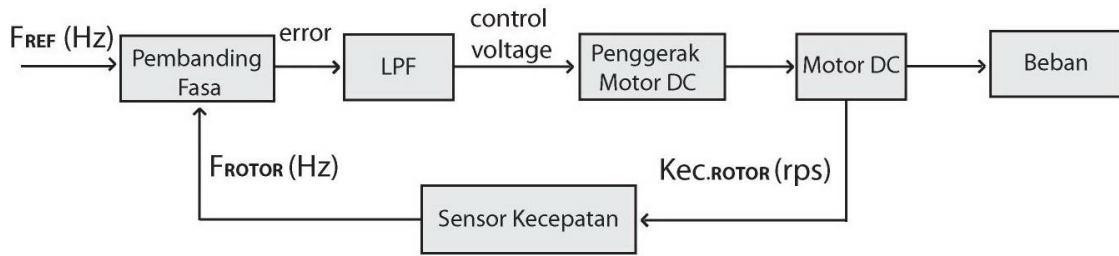 FREF (Hz)
Pembanding
Fasa
error
LPF
control
voltage
Penggerak
Motor DC
Motor DC
Beban
FROTOR (Hz)
Kec.ROTOR (rps)
Sensor Kecepatan